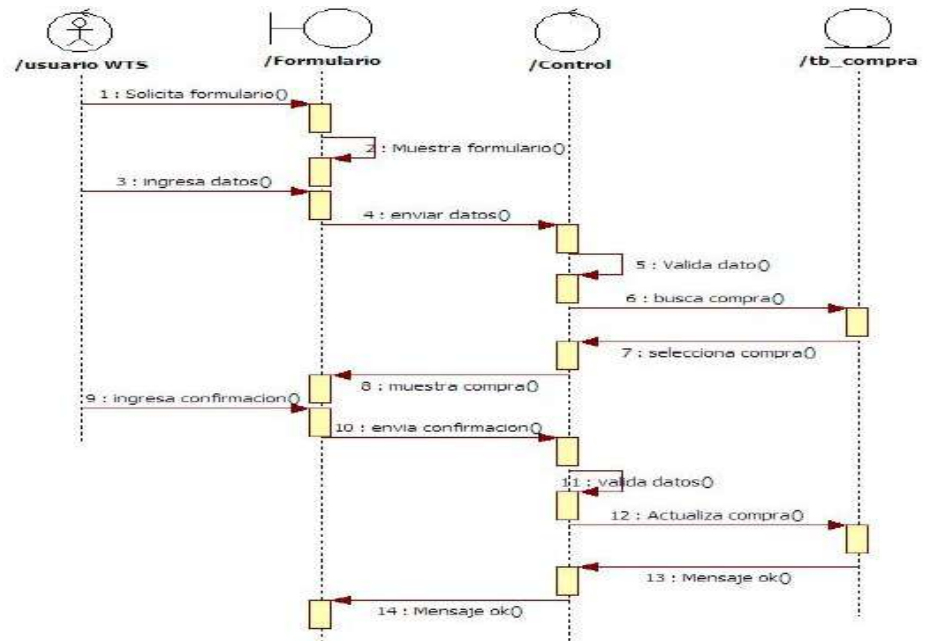 /usuario WTS
/Formulario
/Control
/tb_compra
1 : Solicita formulario()
2 : Muestra formulario()
3 : ingresa datos()
4 : enviar datos()
5 : Valida dato()
6 : busca compra()
7 : selecciona compra()
8 : muestra compra()
9 : ingresa confirmacion()
10 : envia confirmacion()
11 : valida datos()
12 : Actualiza compra()
13 : Mensaje ok()
14 : Mensaje ok()